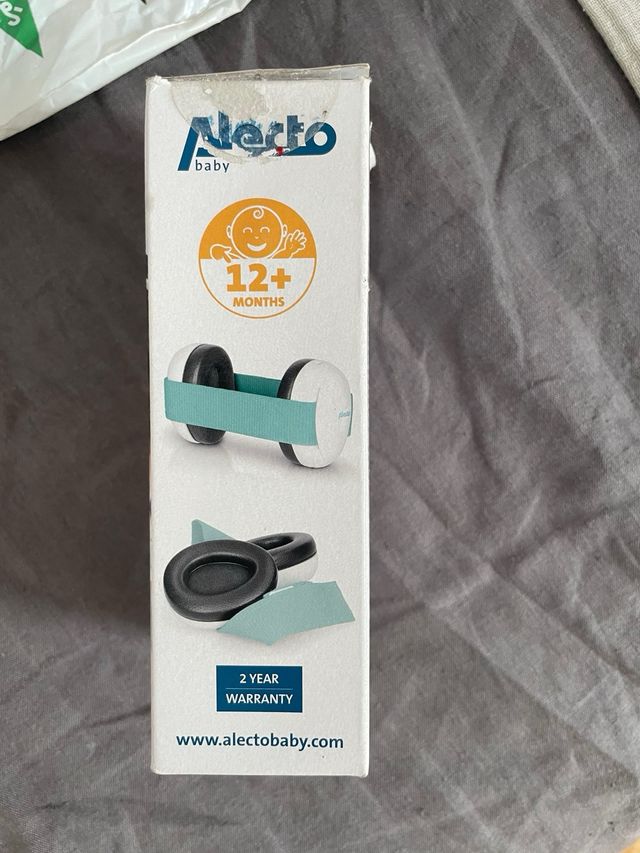 Alecto
baby
12+
MONTHS
2 YEAR
WARRANTY
www.alectobaby.com